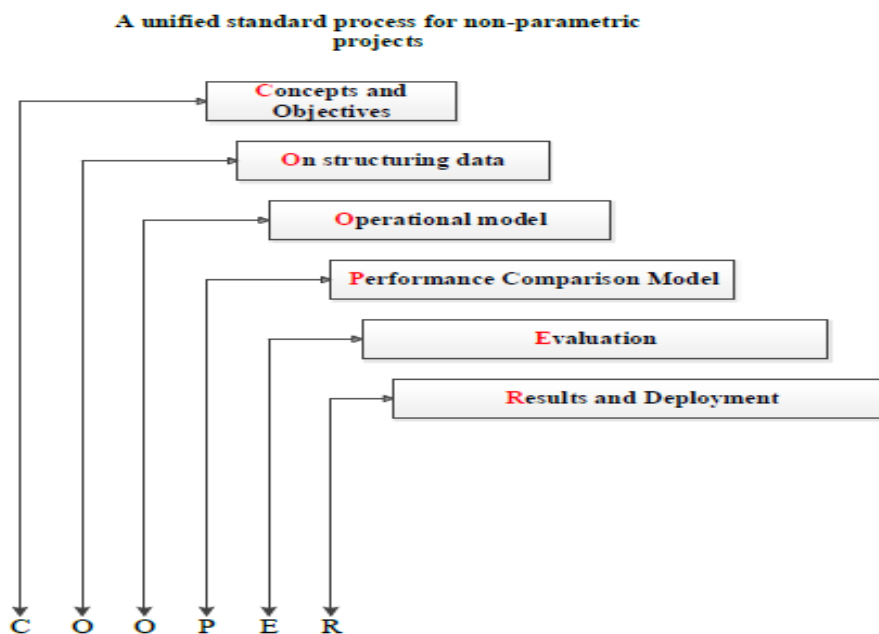 A unified standard process for non-parametric
projects
Concepts and
Objectives
On structuring data
Operational model
Performance Comparison Model
Evaluation
Results and Deployment
C O O P E R